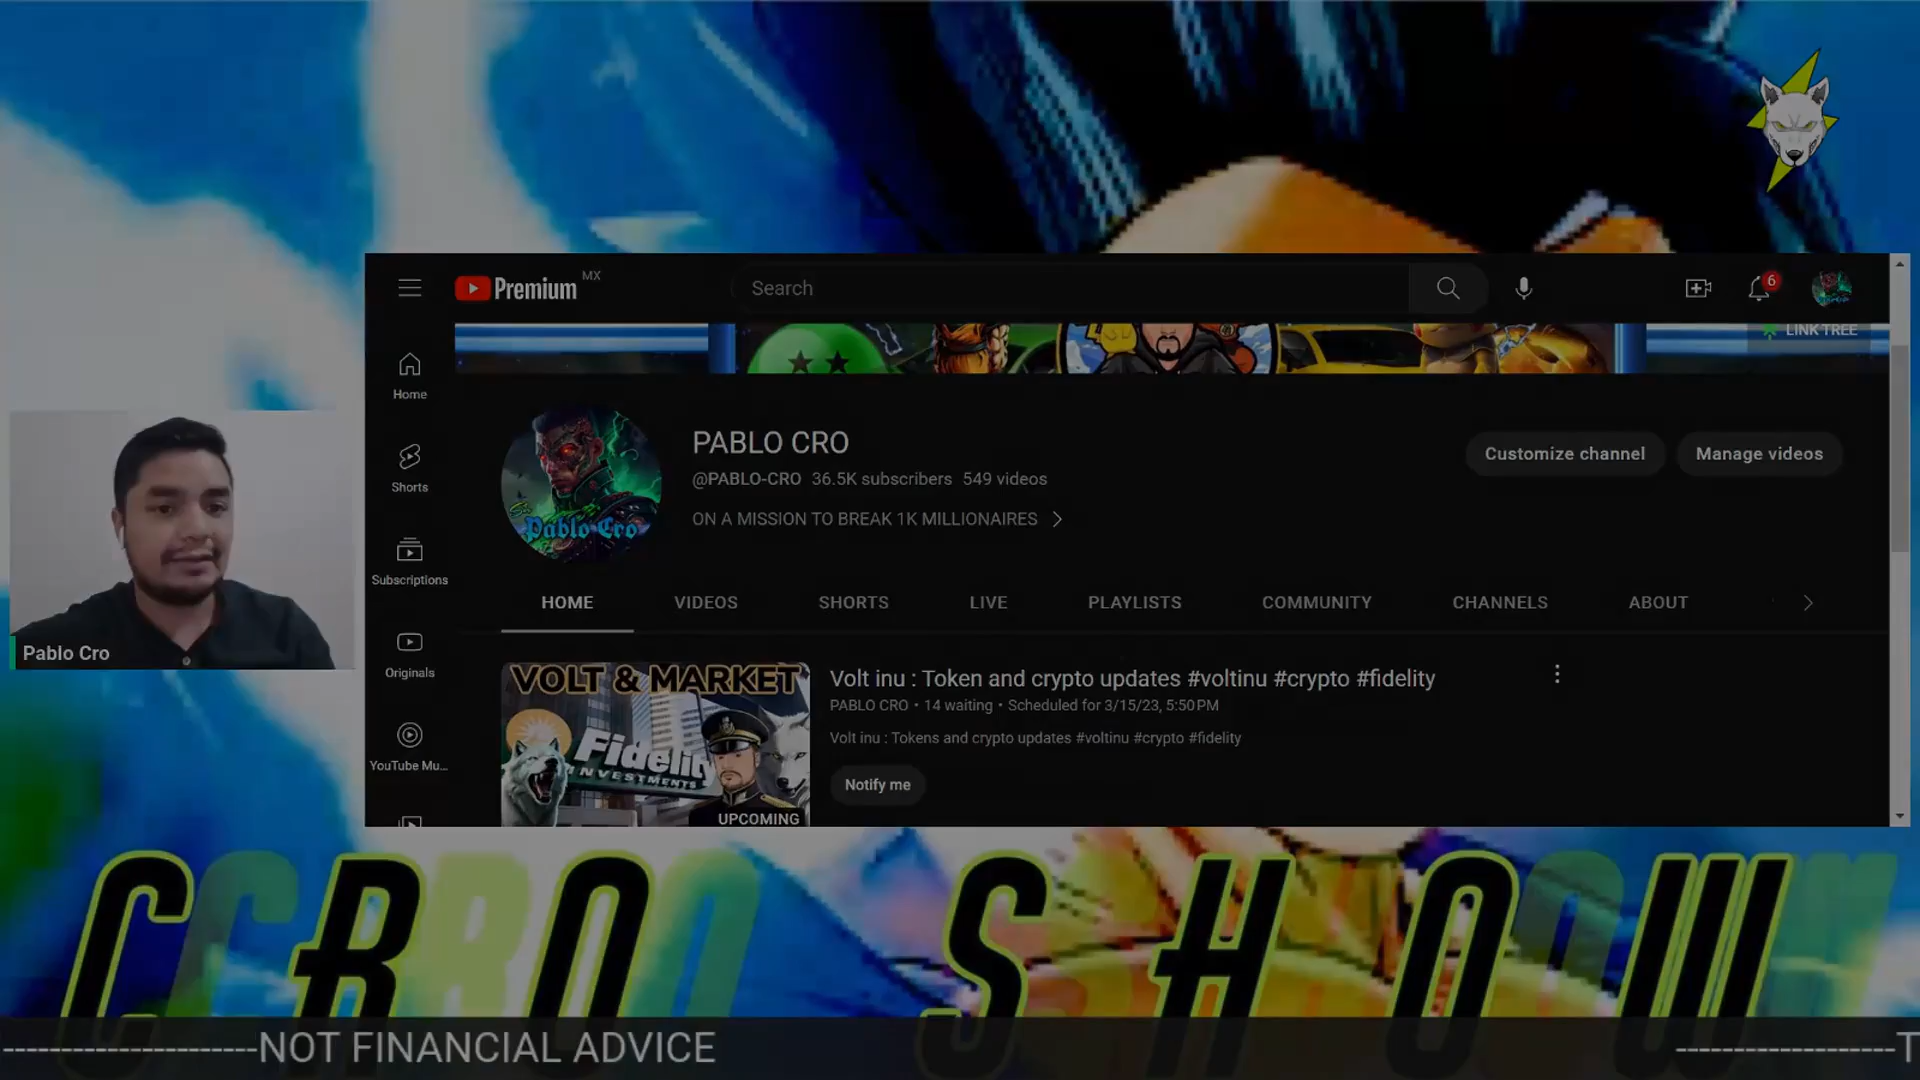 Premium MX
Search
6
LINK TREE
Home
Shorts
Subscriptions
Originals
YouTube Mu...
PABLO CRO
@PABLO-CRO 36.5K subscribers 549 videos
ON A MISSION TO BREAK 1K MILLIONAIRES
Customize channel
Manage videos
Sir
Pablo Cro
HOME VIDEOS SHORTS LIVE PLAYLISTS COMMUNITY CHANNELS ABOUT
VOLT & MARKET
Fidelity
INVESTMENTS
UPCOMING
Volt inu : Token and crypto updates #voltinu #crypto #fidelity
PABLO CRO • 14 waiting • Scheduled for 3/15/23, 5:50 PM
Volt inu : Tokens and crypto updates #voltinu #crypto #fidelity
Notify me
Pablo Cro
CRO SHOW
----------------------NOT FINANCIAL ADVICE
-------------------T